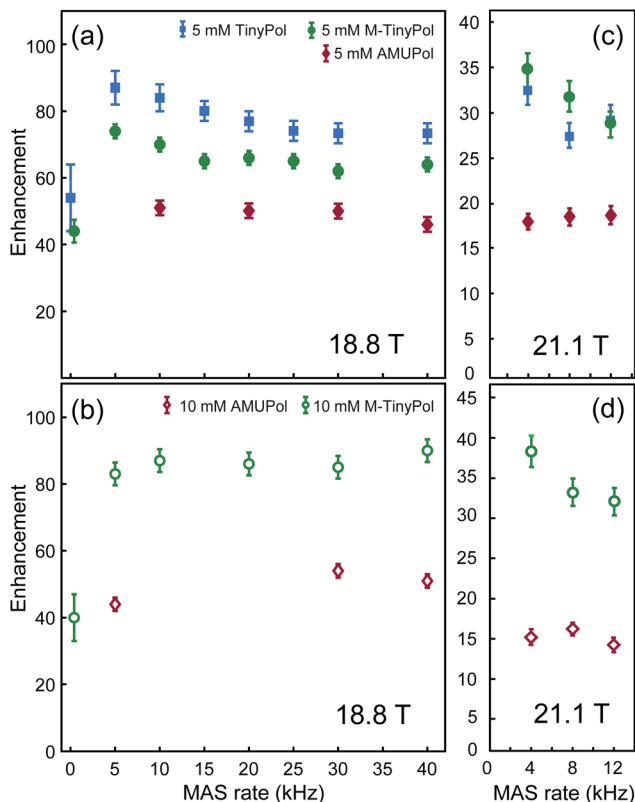 (a)
5 mM TinyPol
5 mM M-TinyPol
5 mM AMUPol
100
80
60
40
20
Enhancement
18.8 T
(c)
40
35
30
25
20
15
10
5
0
21.1 T
(b)
10 mM AMUPol
10 mM M-TinyPol
100
80
60
40
20
0
Enhancement
18.8 T
0 5 10 15 20 25 30 35 40
MAS rate (kHz)
(d)
45
40
35
30
25
20
15
10
5
0
21.1 T
0 4 8 12
MAS rate (kHz)